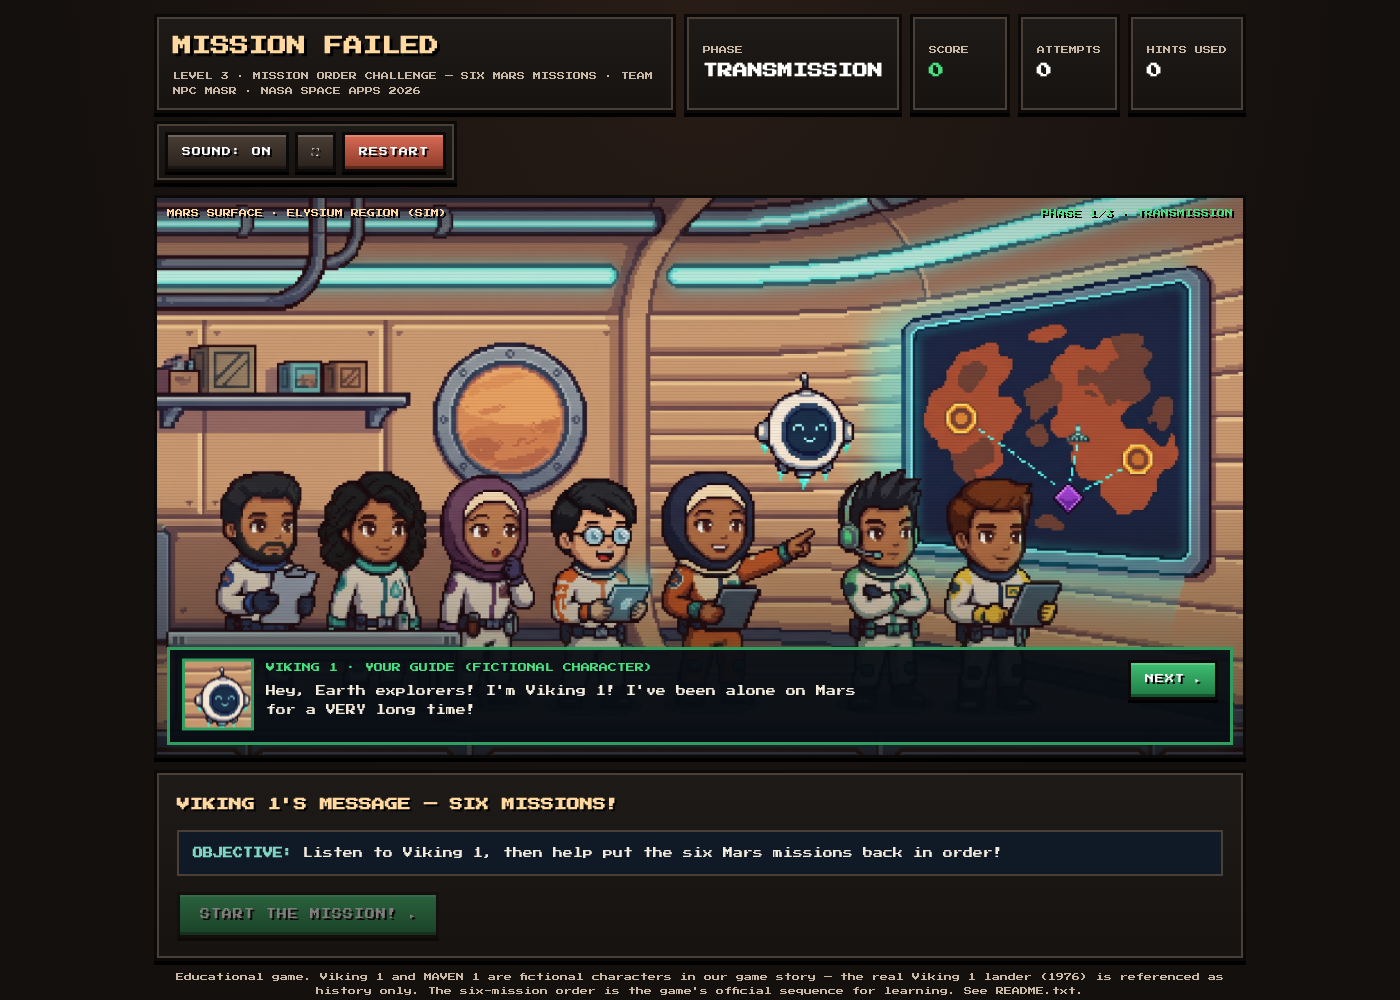 MISSION FAILED
LEVEL 3 · MISSION ORDER CHALLENGE — SIX MARS MISSIONS · TEAM
NPC MASR · NASA SPACE APPS 2026
PHASE
TRANSMISSION
SCORE
0
ATTEMPTS
0
HINTS USED
0
SOUND: ON
RESTART
MARS SURFACE · ELYSIUM REGION (SIM)
PHASE 1/3 · TRANSMISSION
VIKING 1 · YOUR GUIDE (FICTIONAL CHARACTER)
Hey, Earth explorers! I'm Viking 1! I've been alone on Mars
for a VERY long time!
NEXT .
VIKING 1'S MESSAGE — SIX MISSIONS!
OBJECTIVE: Listen to Viking 1, then help put the six Mars missions back in order!
START THE MISSION! .
Educational game. Viking 1 and MAVEN 1 are fictional characters in our game story — the real Viking 1 lander (1976) is referenced as
history only. The six-mission order is the game's official sequence for learning. See README.txt.